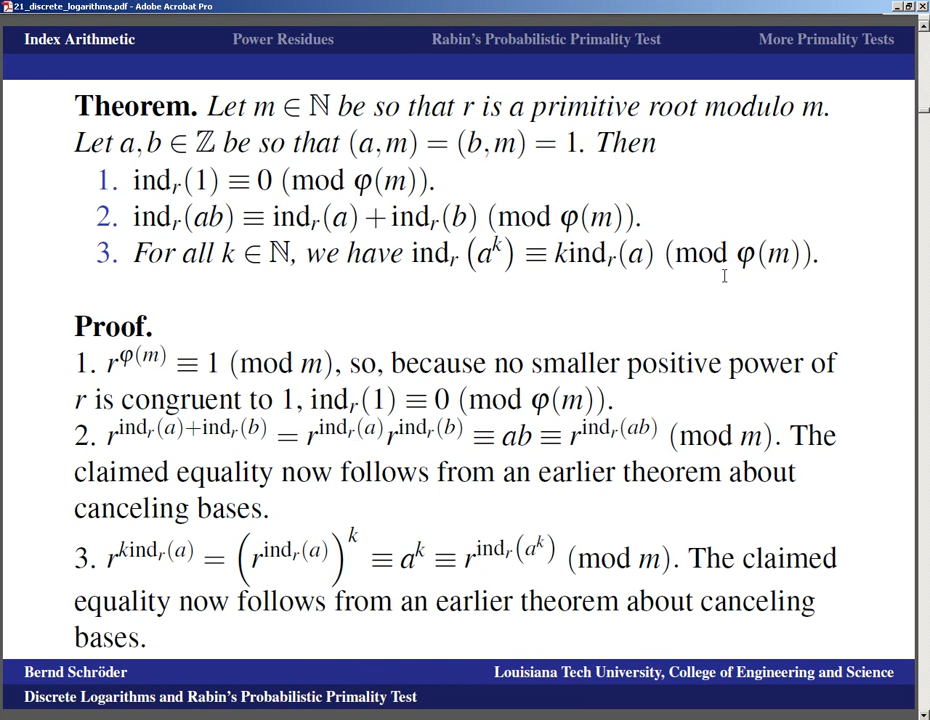 21_discrete_logarithms.pdf - Adobe Acrobat Pro
Index Arithmetic Power Residues Rabin's Probabilistic Primality Test More Primality Tests
Theorem. Let m ∈ ℕ be so that r is a primitive root modulo m.
Let a,b ∈ ℤ be so that (a,m) = (b,m) = 1. Then
1. ind_r(1) ≡ 0 (mod φ(m)).
2. ind_r(ab) ≡ ind_r(a) + ind_r(b) (mod φ(m)).
3. For all k ∈ ℕ, we have ind_r(a^k) ≡ kind_r(a) (mod φ(m)).
Proof.
1. r^{φ(m)} ≡ 1 (mod m), so, because no smaller positive power of
r is congruent to 1, ind_r(1) ≡ 0 (mod φ(m)).
2. r^{ind_r(a)+ind_r(b)} = r^{ind_r(a)} r^{ind_r(b)} ≡ ab ≡ r^{ind_r(ab)} (mod m). The
claimed equality now follows from an earlier theorem about
canceling bases.
3. r^{kind_r(a)} = (r^{ind_r(a)})^k ≡ a^k ≡ r^{ind_r(a^k)} (mod m). The claimed
equality now follows from an earlier theorem about canceling
bases.
Bernd Schröder Louisiana Tech University, College of Engineering and Science
Discrete Logarithms and Rabin's Probabilistic Primality Test